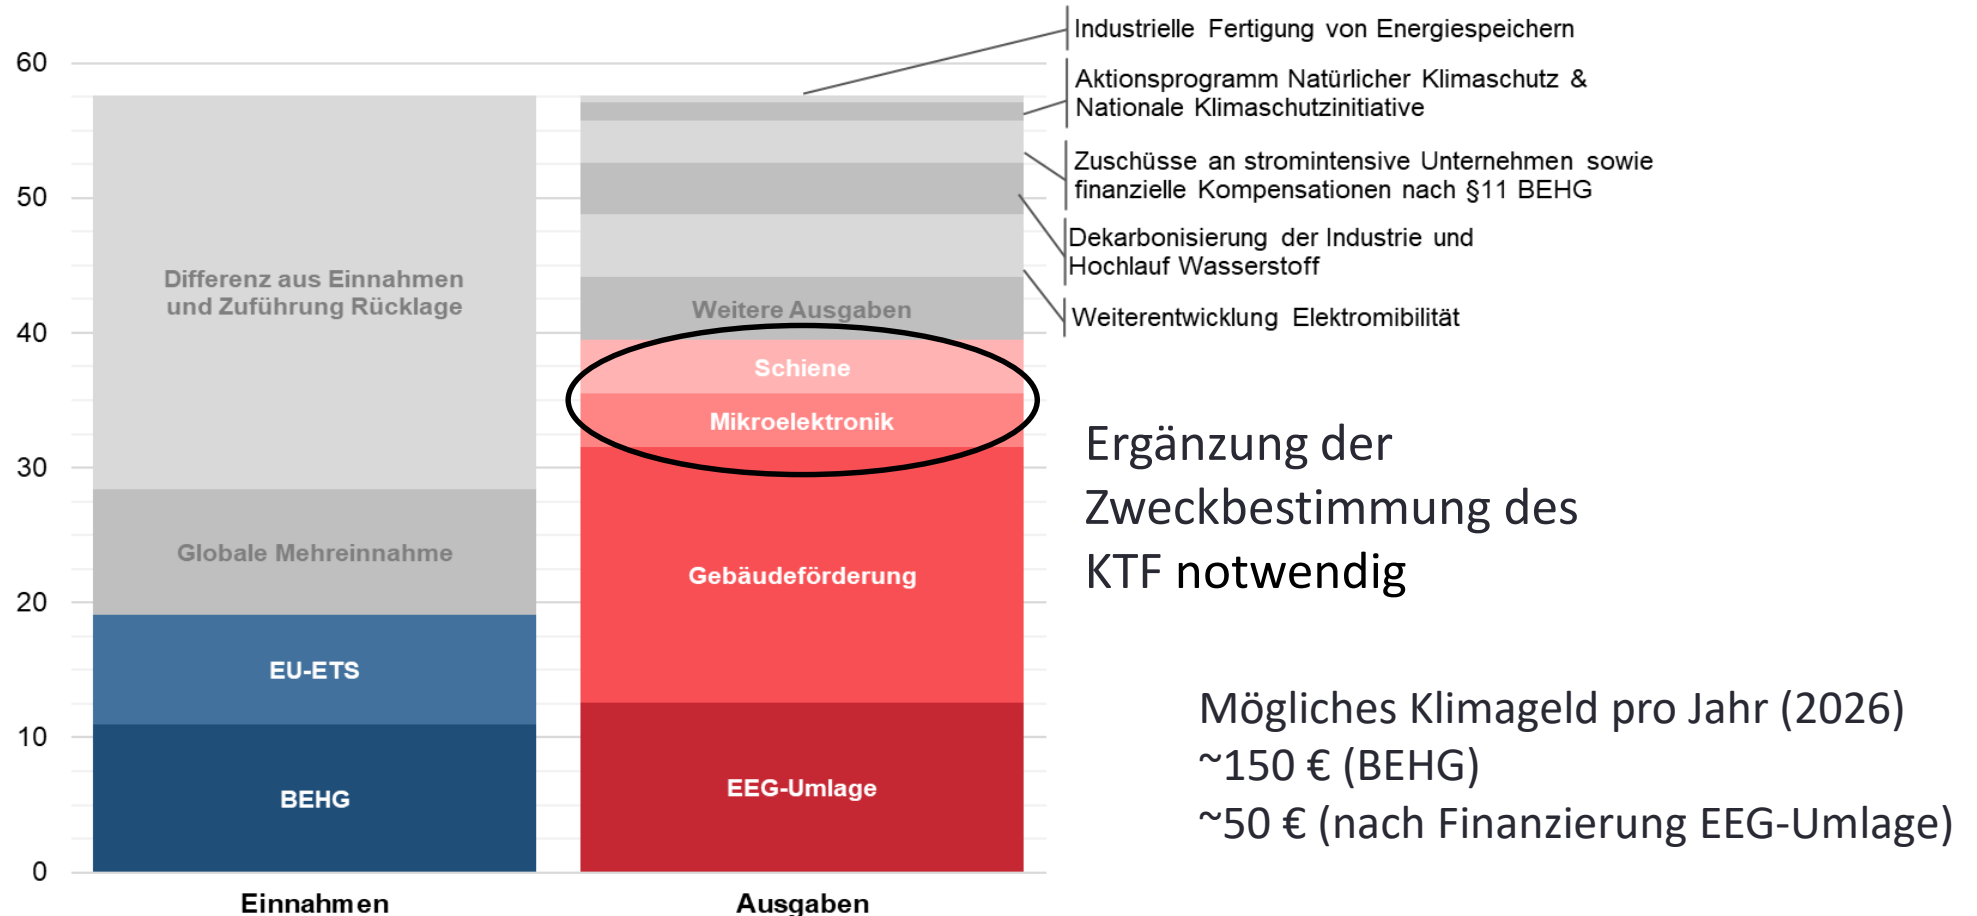 Industrielle Fertigung von Energiespeichern
Aktionsprogramm Natürlicher Klimaschutz &
Nationale Klimaschutzinitiative
Zuschüsse an stromintensive Unternehmen sowie
finanzielle Kompensationen nach §11 BEHG
Dekarbonisierung der Industrie und
Hochlauf Wasserstoff
Weiterentwicklung Elektromibilität
60
50
40
30
20
10
0
Differenz aus Einnahmen
und Zuführung Rücklage
Globale Mehreinnahme
EU-ETS
BEHG
Weitere Ausgaben
Schiene
Mikroelektronik
Gebäudeförderung
EEG-Umlage
Einnahmen
Ausgaben
Ergänzung der
Zweckbestimmung des
KTF notwendig
Mögliches Klimageld pro Jahr (2026)
~150 € (BEHG)
~50 € (nach Finanzierung EEG-Umlage)